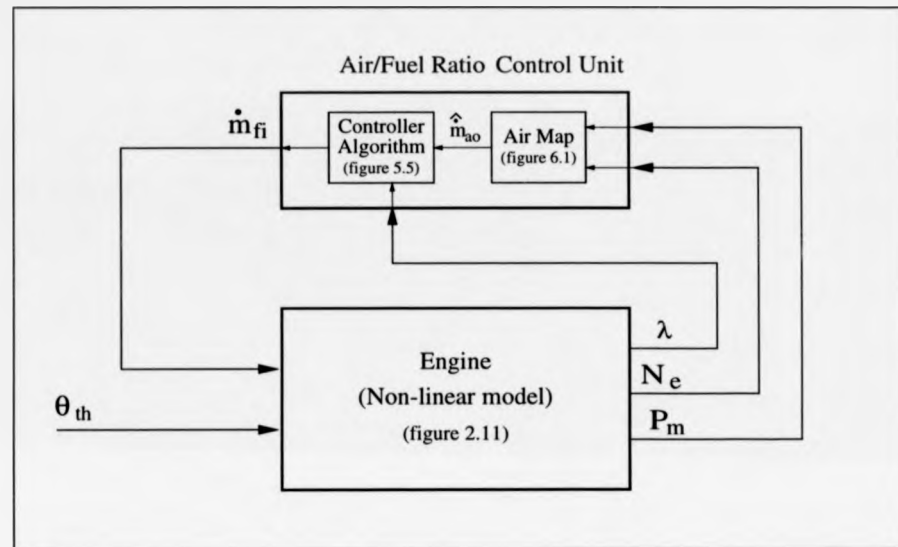 Air/Fuel Ratio Control Unit
ṁfi
Controller
Algorithm
(figure 5.5)
m̂̇ao
Air Map
(figure 6.1)
λ
Ne
Pm
Engine
(Non-linear model)
(figure 2.11)
θth